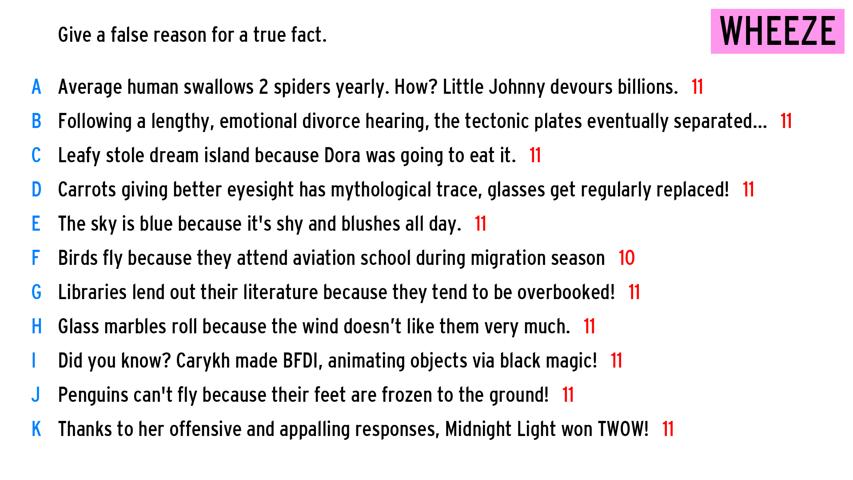 Give a false reason for a true fact.
WHEEZE
A Average human swallows 2 spiders yearly. How? Little Johnny devours billions. 11
B Following a lengthy, emotional divorce hearing, the tectonic plates eventually separated... 11
C Leafy stole dream island because Dora was going to eat it. 11
D Carrots giving better eyesight has mythological trace, glasses get regularly replaced! 11
E The sky is blue because it's shy and blushes all day. 11
F Birds fly because they attend aviation school during migration season 10
G Libraries lend out their literature because they tend to be overbooked! 11
H Glass marbles roll because the wind doesn’t like them very much. 11
I Did you know? Carykh made BFDI, animating objects via black magic! 11
J Penguins can't fly because their feet are frozen to the ground! 11
K Thanks to her offensive and appalling responses, Midnight Light won TWOW! 11